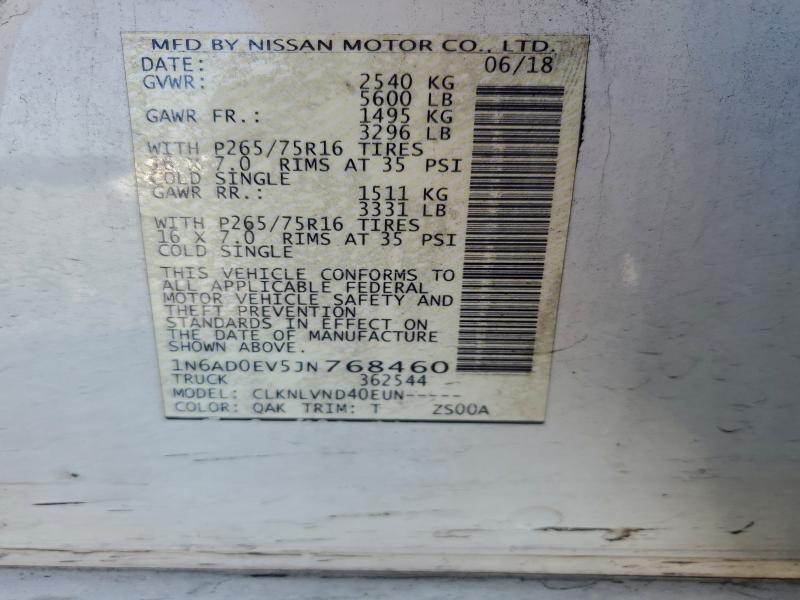 MFD BY NISSAN MOTOR CO., LTD.
DATE: 06/18
GVWR: 2540 KG
5600 LB
GAWR FR.: 1495 KG
3296 LB
WITH P265/75R16 TIRES
16 X 7.0 RIMS AT 35 PSI
COLD SINGLE
GAWR RR.: 1511 KG
3331 LB
WITH P265/75R16 TIRES
16 X 7.0 RIMS AT 35 PSI
COLD SINGLE
THIS VEHICLE CONFORMS TO
ALL APPLICABLE FEDERAL
MOTOR VEHICLE SAFETY AND
THEFT PREVENTION
STANDARDS IN EFFECT ON
THE DATE OF MANUFACTURE
SHOWN ABOVE.
1N6AD0EV5JN768460
TRUCK 362544
MODEL: CLKNLVND40EUN-----
COLOR: QAK TRIM: T ZS00A